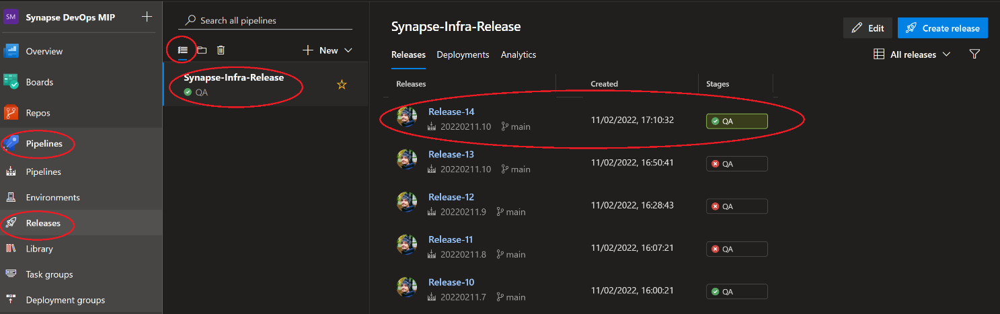 SM Synapse DevOps MIP
Overview
Boards
Repos
Pipelines
Pipelines
Environments
Releases
Library
Task groups
Deployment groups
Search all pipelines
New
Synapse-Infra-Release
QA
Synapse-Infra-Release
Edit
Create release
Releases Deployments Analytics
All releases
Releases Created Stages
Release-14
20220211.10 main
11/02/2022, 17:10:32
QA
Release-13
20220211.10 main
11/02/2022, 16:50:41
QA
Release-12
20220211.9 main
11/02/2022, 16:28:43
QA
Release-11
20220211.8 main
11/02/2022, 16:07:21
QA
Release-10
20220211.7 main
11/02/2022, 16:00:21
QA